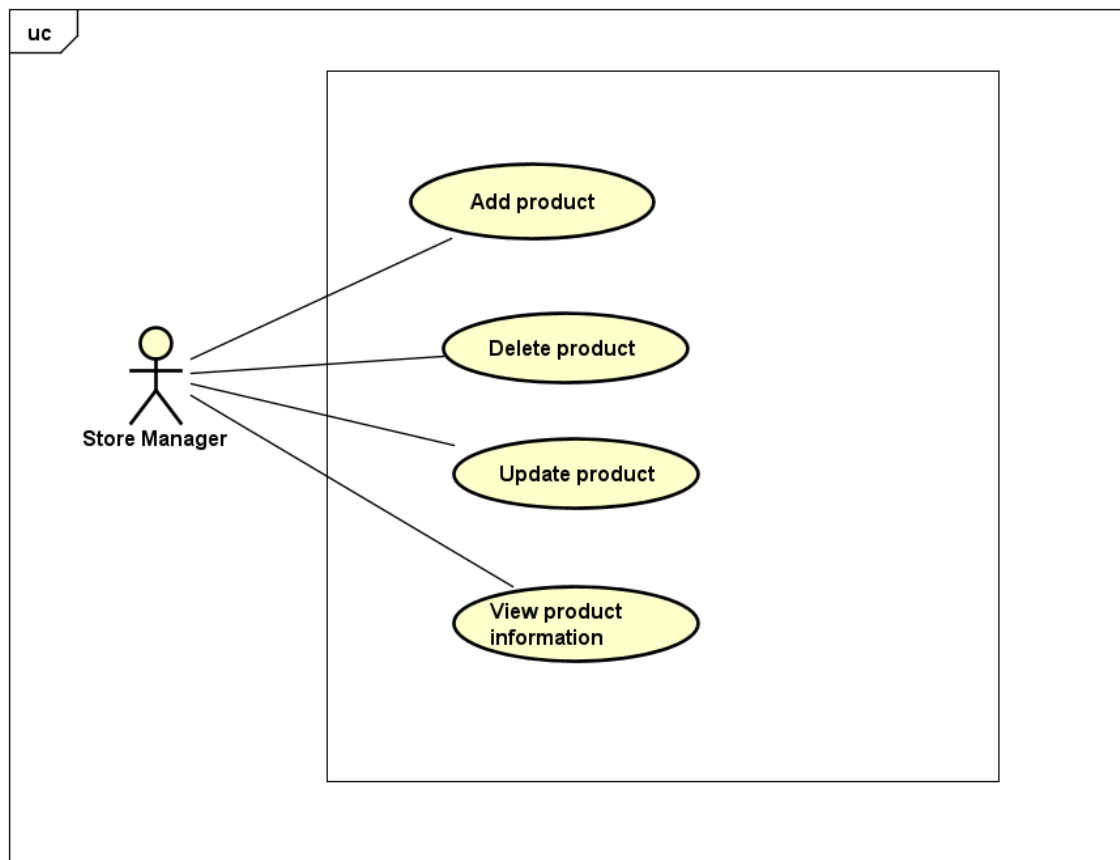 uc
Add product
Delete product
Store Manager
Update product
View product
information